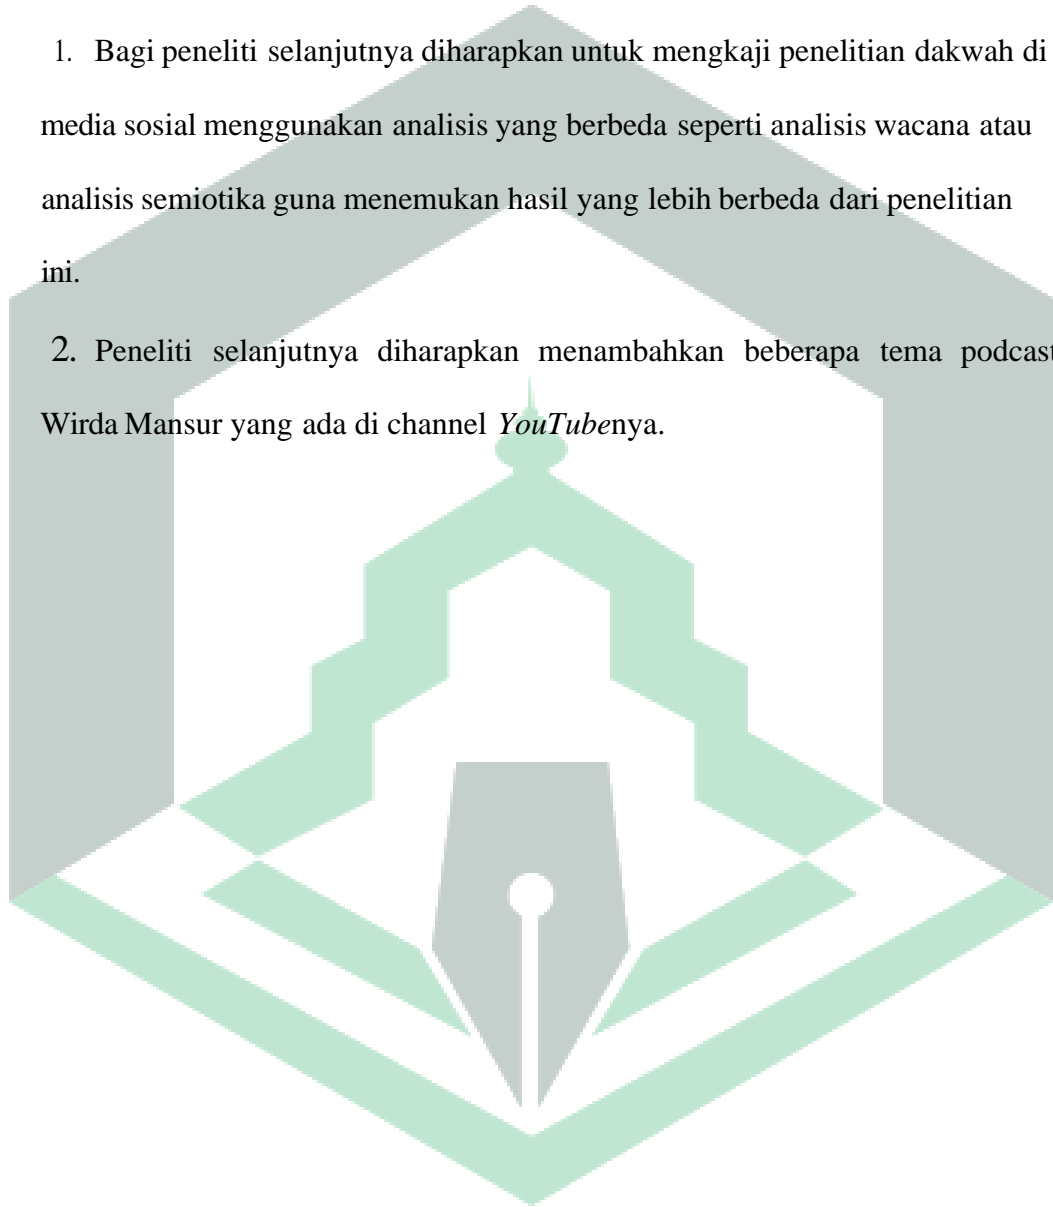 1. Bagi peneliti selanjutnya diharapkan untuk mengkaji penelitian dakwah di
media sosial menggunakan analisis yang berbeda seperti analisis wacana atau
analisis semiotika guna menemukan hasil yang lebih berbeda dari penelitian
ini.
2. Peneliti selanjutnya diharapkan menambahkan beberapa tema podcast
Wirda Mansur yang ada di channel YouTubenya.